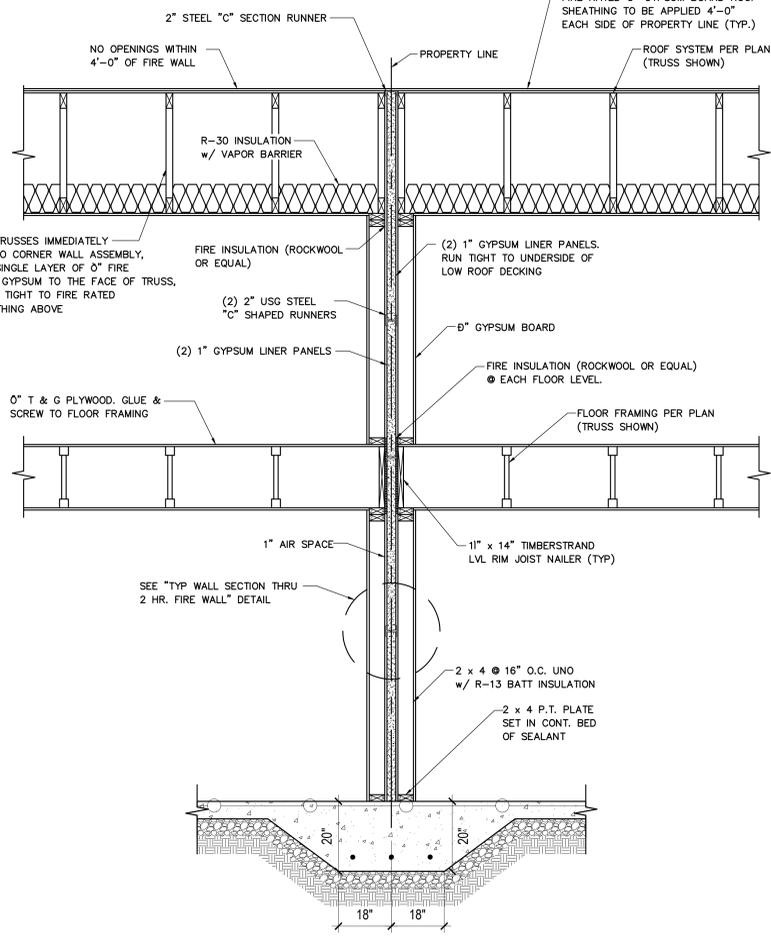 2" STEEL "C" SECTION RUNNER
SHEATHING TO BE APPLIED 4'-0"
EACH SIDE OF PROPERTY LINE (TYP.)
NO OPENINGS WITHIN
4'-0" OF FIRE WALL
PROPERTY LINE
ROOF SYSTEM PER PLAN
(TRUSS SHOWN)
R-30 INSULATION
w/ VAPOR BARRIER
RUSSES IMMEDIATELY
O CORNER WALL ASSEMBLY,
SINGLE LAYER OF Ö" FIRE
GYPSUM TO THE FACE OF TRUSS,
TIGHT TO FIRE RATED
THING ABOVE
FIRE INSULATION (ROCKWOOL
OR EQUAL)
(2) 1" GYPSUM LINER PANELS.
RUN TIGHT TO UNDERSIDE OF
LOW ROOF DECKING
(2) 2" USG STEEL
"C" SHAPED RUNNERS
Ð" GYPSUM BOARD
(2) 1" GYPSUM LINER PANELS
FIRE INSULATION (ROCKWOOL OR EQUAL)
@ EACH FLOOR LEVEL.
Ö" T & G PLYWOOD. GLUE &
SCREW TO FLOOR FRAMING
FLOOR FRAMING PER PLAN
(TRUSS SHOWN)
1" AIR SPACE
1l" x 14" TIMBERSTRAND
LVL RIM JOIST NAILER (TYP)
SEE "TYP WALL SECTION THRU
2 HR. FIRE WALL" DETAIL
2 x 4 @ 16" O.C. UNO
w/ R-13 BATT INSULATION
2 x 4 P.T. PLATE
SET IN CONT. BED
OF SEALANT
20"
20"
18"
18"